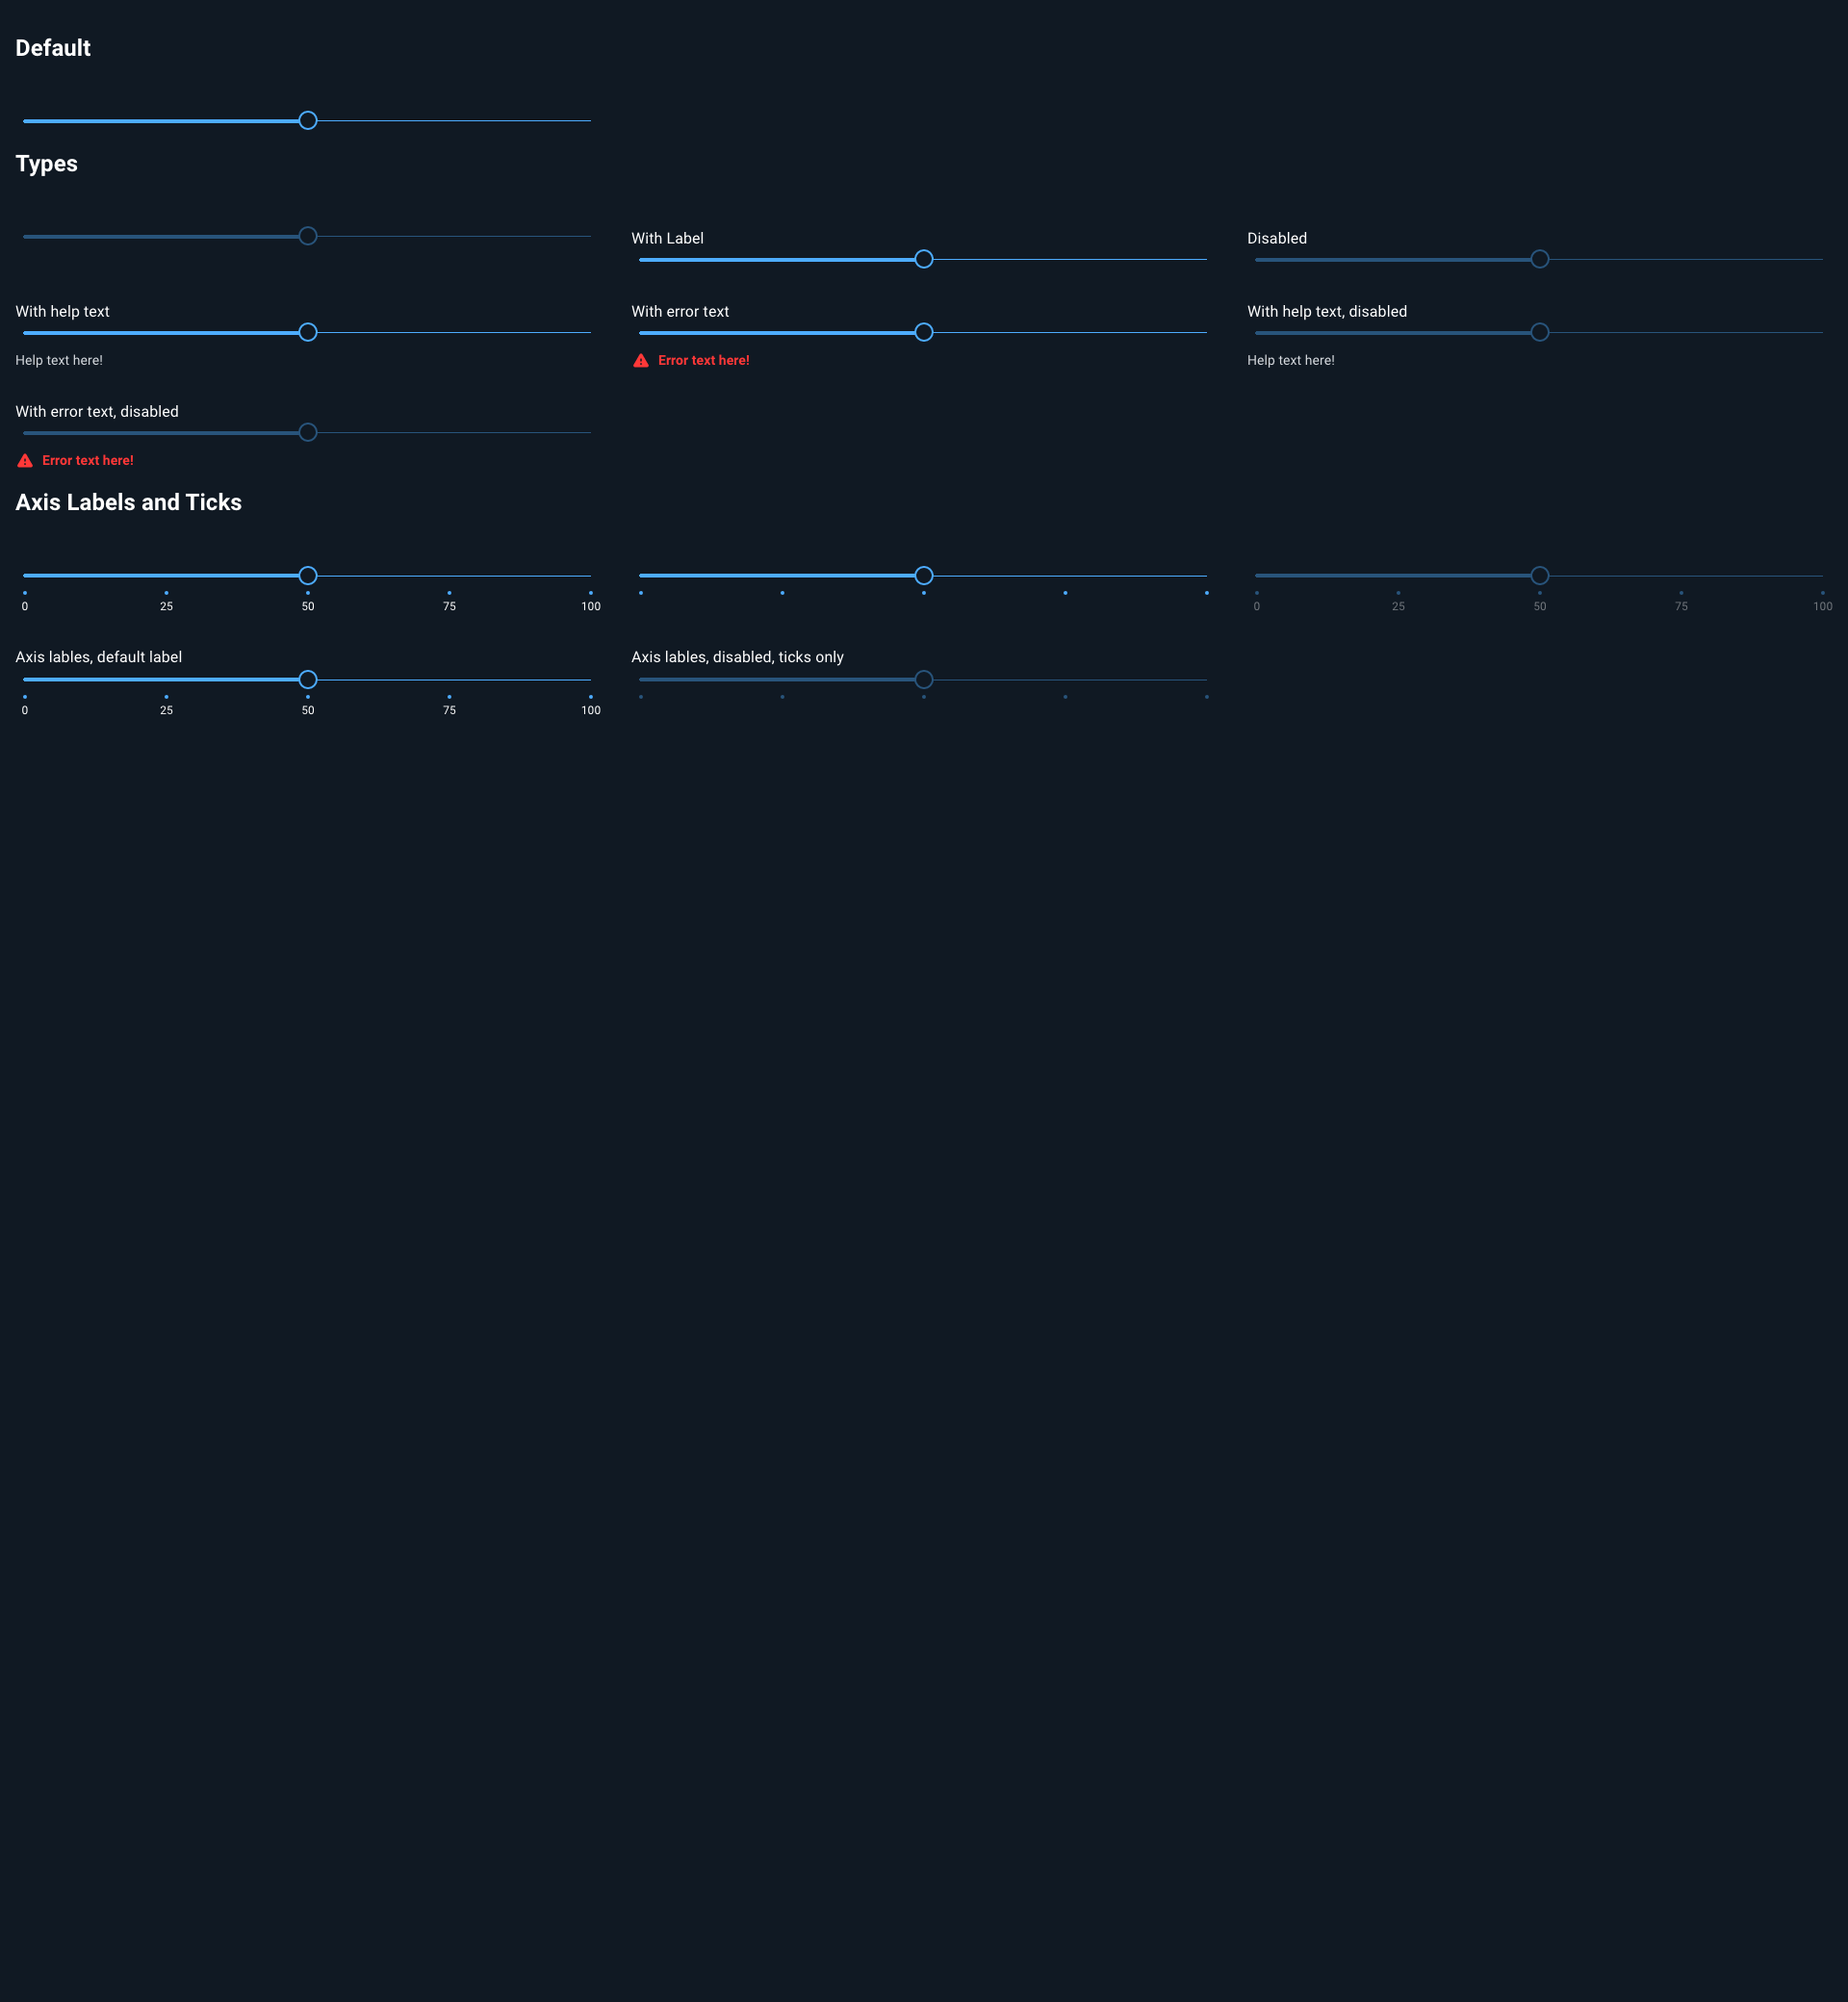 Default
Types
With Label
Disabled
With help text
With error text
With help text, disabled
Help text here!
Error text here!
Help text here!
With error text, disabled
Error text here!
Axis Labels and Ticks
0 25 50 75 100
0 25 50 75 100
Axis lables, default label
Axis lables, disabled, ticks only
0 25 50 75 100